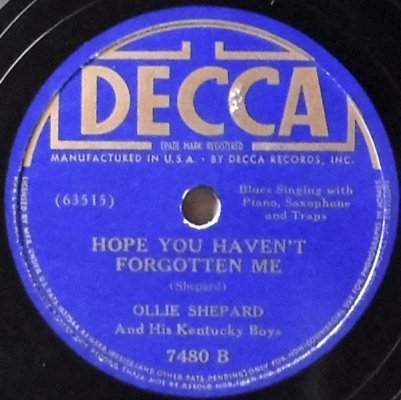 DECCA
TRADE MARK REGISTERED
MANUFACTURED IN U.S.A. · BY DECCA RECORDS, INC.
(63515)
Blues Singing with
Piano, Saxophone
and Traps
HOPE YOU HAVEN'T
FORGOTTEN ME
(Shepard)
OLLIE SHEPARD
And His Kentucky Boys
7480 B